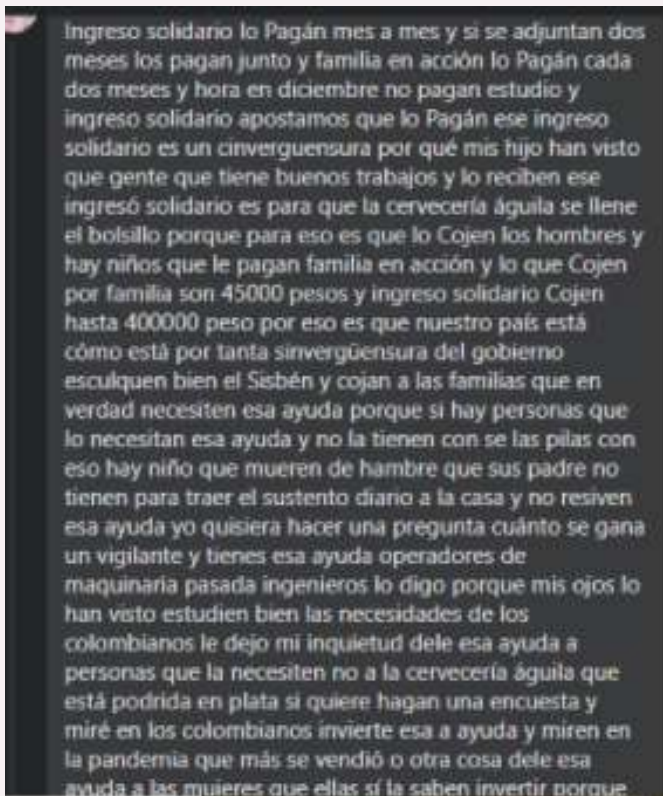 Ingreso solidario lo Pagán mes a mes y si se adjuntan dos
meses los pagan junto y familia en acción lo Pagán cada
dos meses y hora en diciembre no pagan estudio y
ingreso solidario apostamos que lo Pagán ese ingreso
solidario es un cinverguensura por qué mis hijo han visto
que gente que tiene buenos trabajos y lo reciben ese
ingresó solidario es para que la cervecería águila se llene
el bolsillo porque para eso es que lo Cojen los hombres y
hay niños que le pagan familia en acción y lo que Cojen
por familia son 45000 pesos y ingreso solidario Cojen
hasta 400000 peso por eso es que nuestro país está
cómo está por tanta sinvergüensura del gobierno
esculquen bien el Sisbén y cojan a las familias que en
verdad necesiten esa ayuda porque si hay personas que
lo necesitan esa ayuda y no la tienen con se las pilas con
eso hay niño que mueren de hambre que sus padre no
tienen para traer el sustento diario a la casa y no resiven
esa ayuda yo quisiera hacer una pregunta cuánto se gana
un vigilante y tienes esa ayuda operadores de
maquinaria pasada ingenieros lo digo porque mis ojos lo
han visto estudien bien las necesidades de los
colombianos le dejo mi inquietud dele esa ayuda a
personas que la necesiten no a la cervecería águila que
está podrida en plata si quiere hagan una encuesta y
miré en los colombianos invierte esa a ayuda y miren en
la pandemia que más se vendió o otra cosa dele esa
ayuda a las mujeres que ellas sí la saben invertir porque